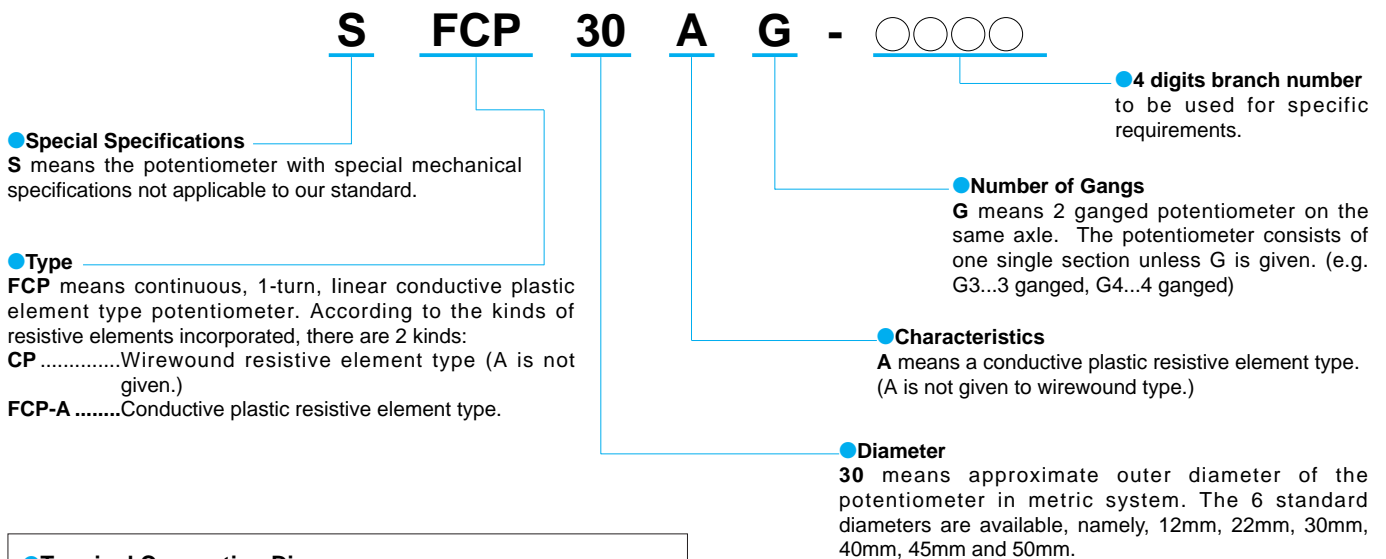 S FCP 30 A G - ○○○○
●4 digits branch number
to be used for specific
requirements.
●Special Specifications
S means the potentiometer with special mechanical
specifications not applicable to our standard.
●Number of Gangs
G means 2 ganged potentiometer on the
same axle. The potentiometer consists of
one single section unless G is given. (e.g.
G3...3 ganged, G4...4 ganged)
●Type
FCP means continuous, 1-turn, linear conductive plastic
element type potentiometer. According to the kinds of
resistive elements incorporated, there are 2 kinds:
CP ..............Wirewound resistive element type (A is not
given.)
FCP-A ........Conductive plastic resistive element type.
●Characteristics
A means a conductive plastic resistive element type.
(A is not given to wirewound type.)
●Diameter
30 means approximate outer diameter of the
potentiometer in metric system. The 6 standard
diameters are available, namely, 12mm, 22mm, 30mm,
40mm, 45mm and 50mm.